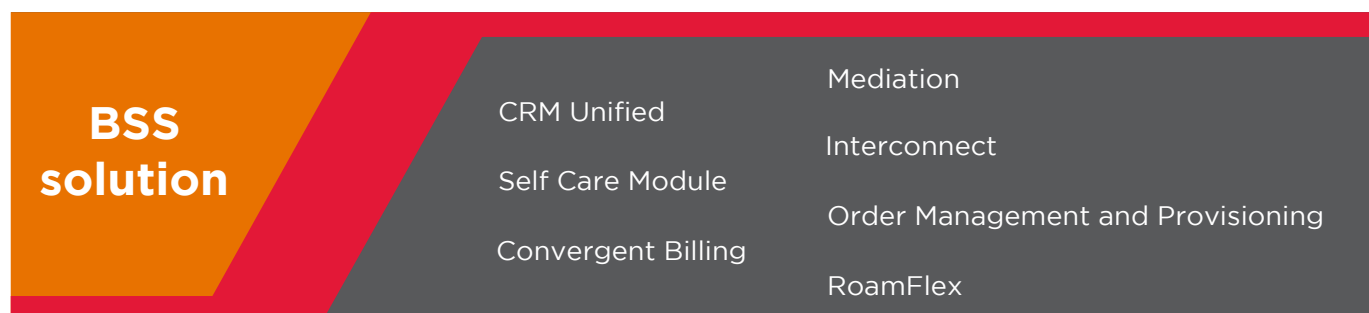 BSS
solution
CRM Unified
Self Care Module
Convergent Billing
Mediation
Interconnect
Order Management and Provisioning
RoamFlex